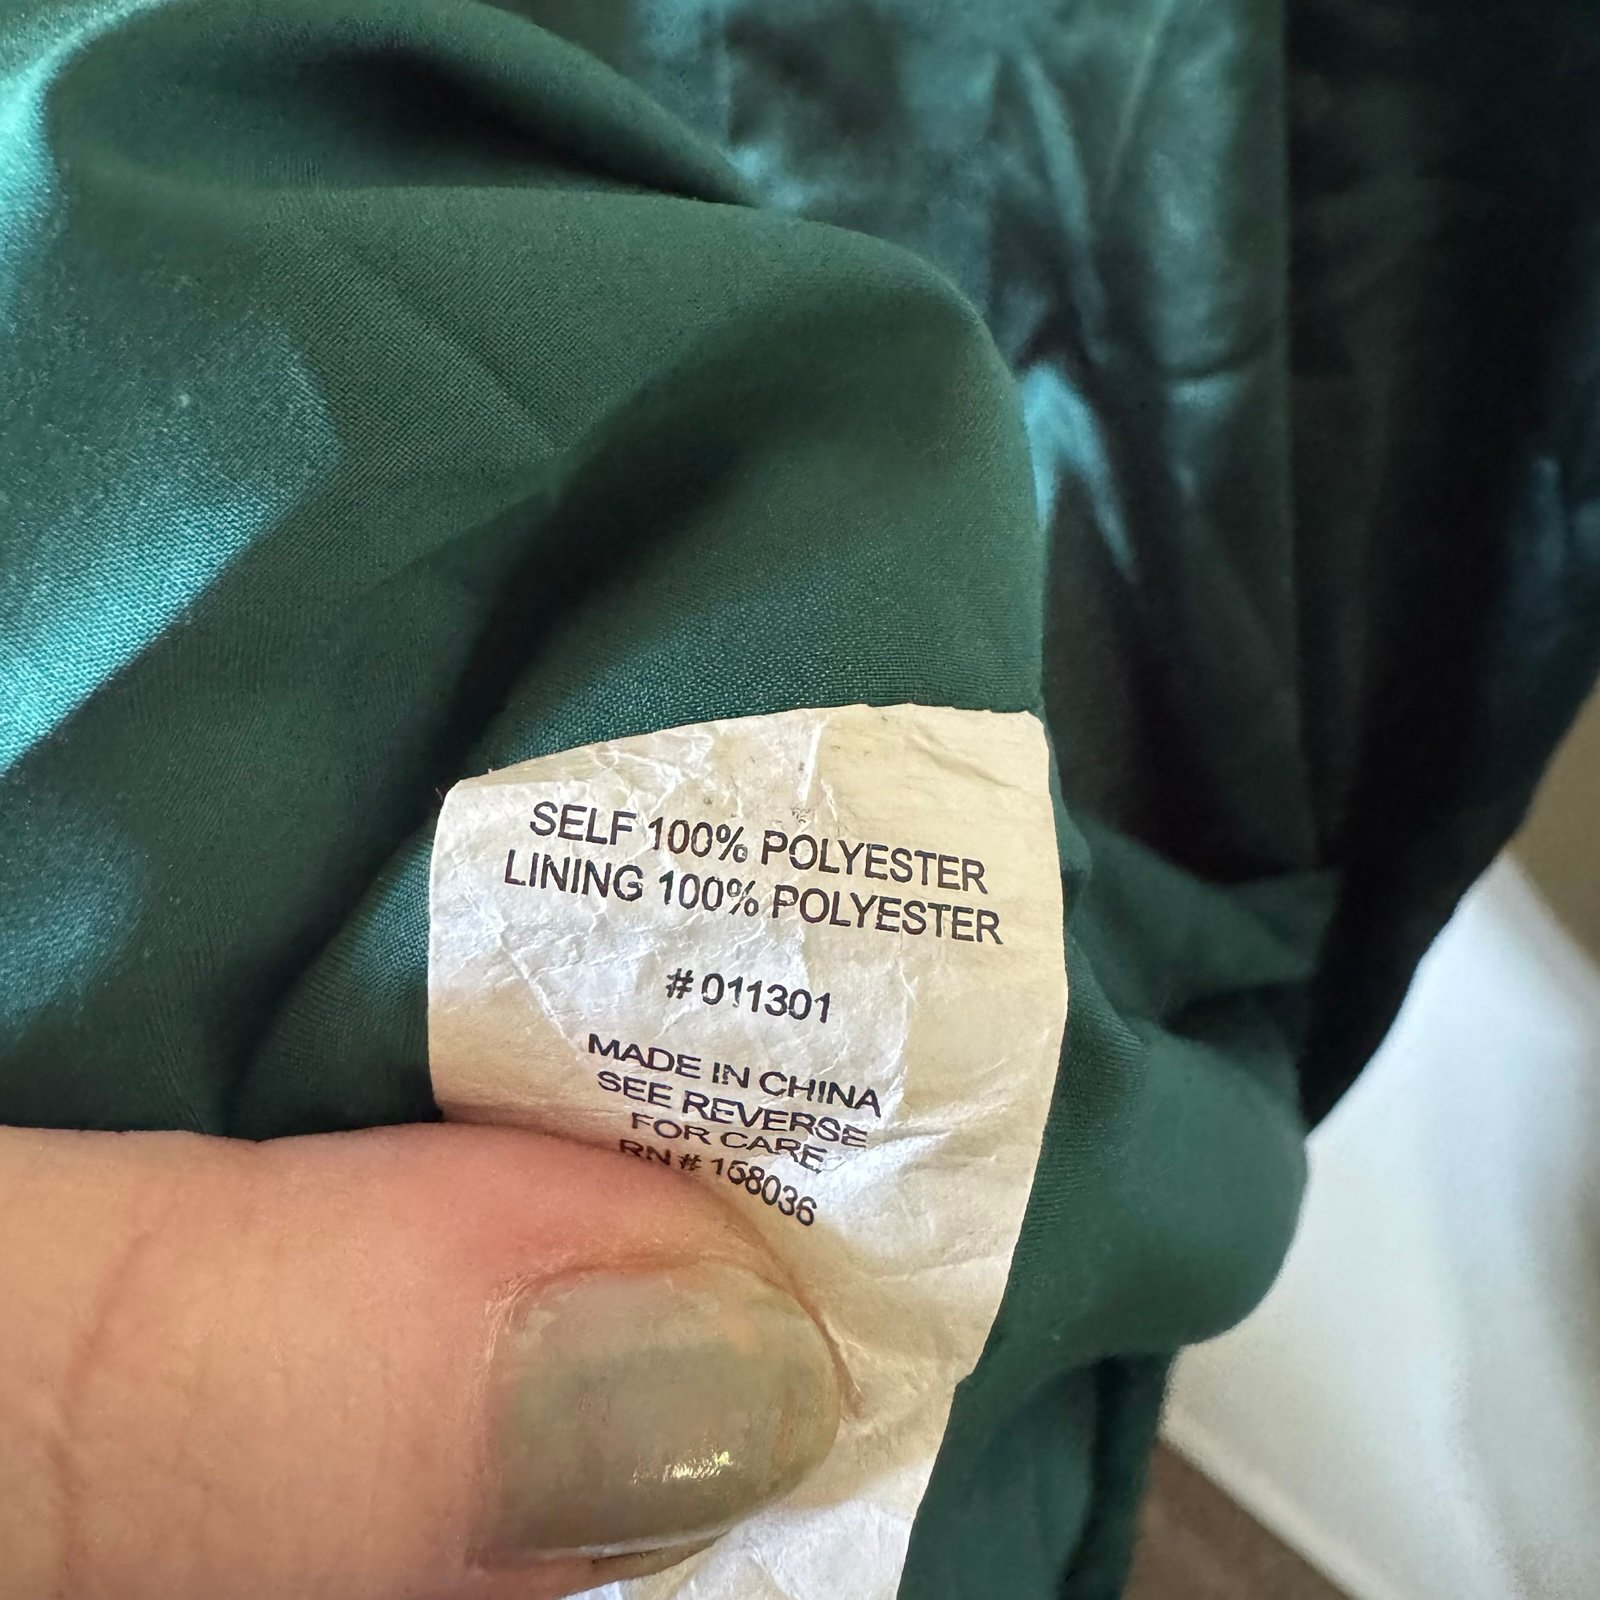 SELF 100% POLYESTER
LINING 100% POLYESTER
# 011301
MADE IN CHINA
SEE REVERSE
FOR CARE
RN # 158036